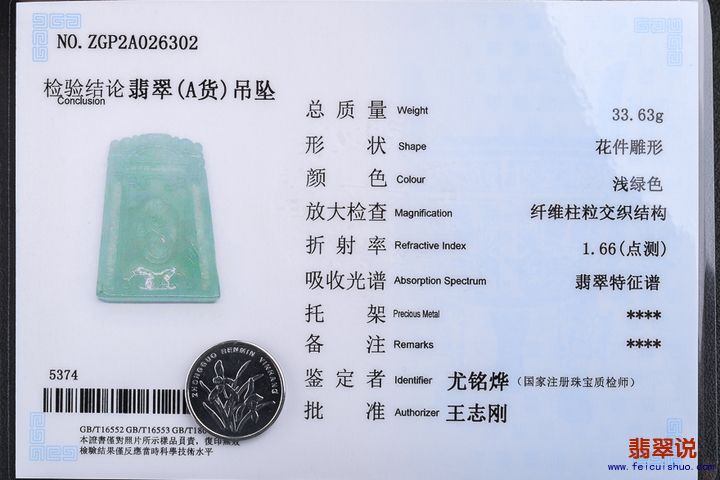 NO.ZGP2A026302
检验结论 翡翠(A货)吊坠
Conclusion
总质量 Weight 33.63g
形状 Shape 花件雕形
颜色 Colour 浅绿色
放大检查 Magnification 纤维柱粒交织结构
折射率 Refractive Index 1.66(点测)
吸收光谱 Absorption Spectrum 翡翠特征谱
托架 Precious Metal ****
备注 Remarks ****
鉴定者 Identifier 尤铭烨 (国家注册珠宝质检师)
批准 Authorizer 王志刚
5374
ZHONGGUO RENMIN YINHANG
GB/T16552 GB/T16553 GB/T
本證書僅對照片所示樣品員責，復印無效
檢驗結果僅反應當時科學技術水平
翡翠说
www.feicuishuo.com